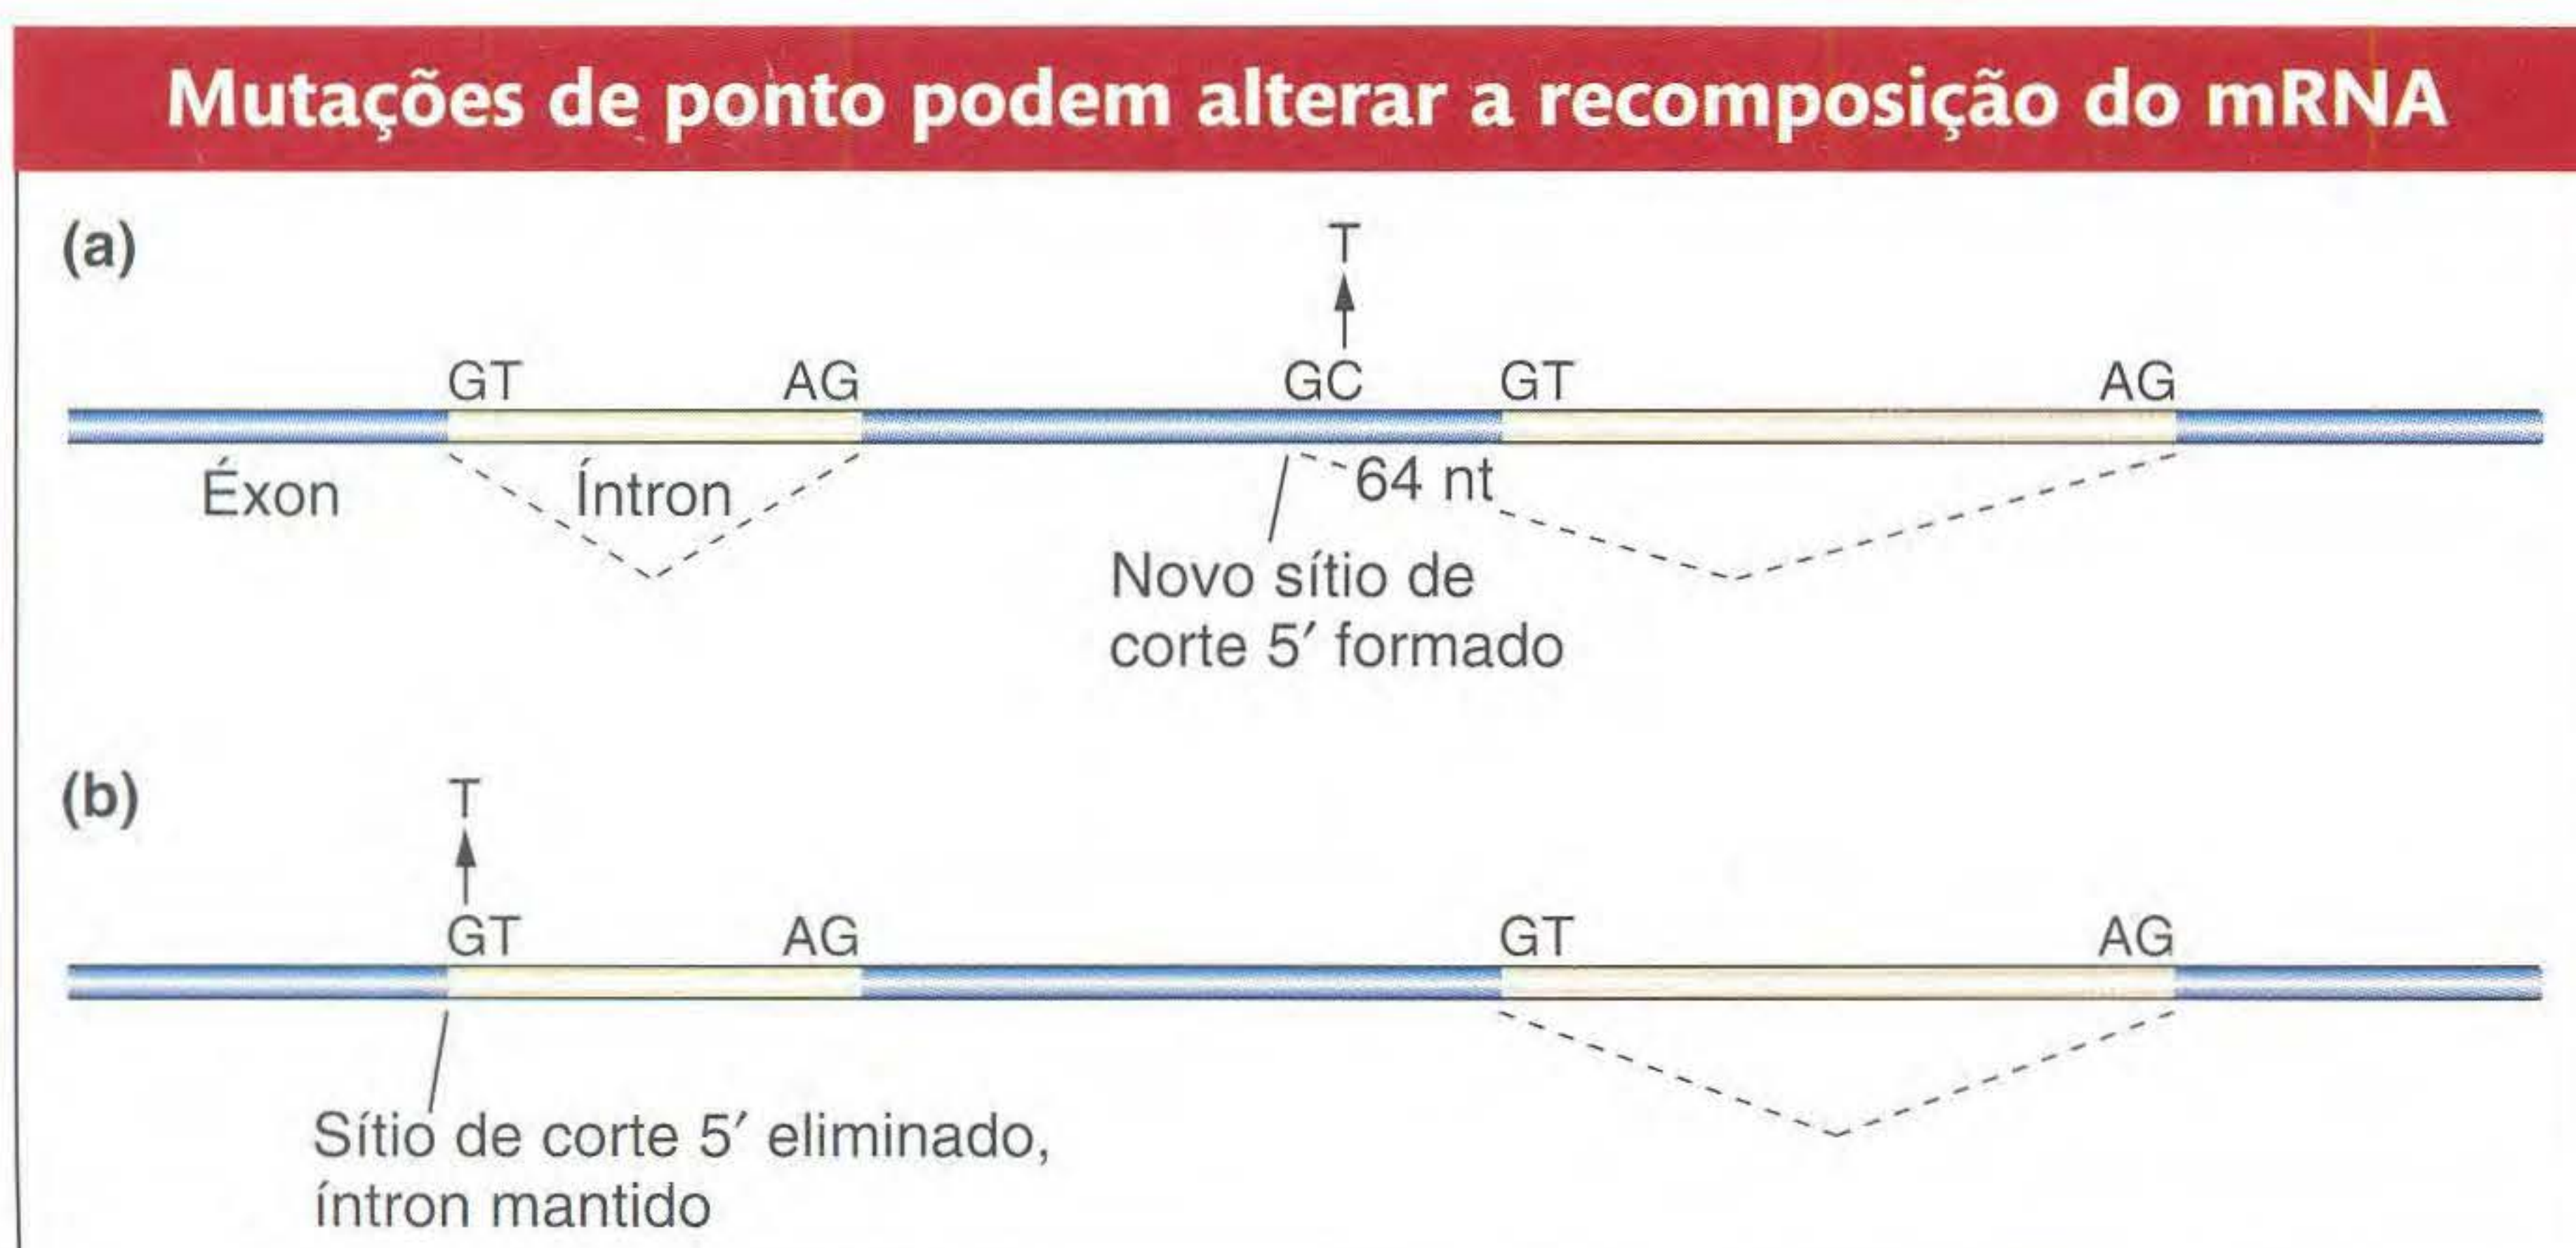 Mutações de ponto podem alterar a recomposição do mRNA
(a)
T
GT AG GC GT AG
Éxon Íntron 64 nt
Novo sítio de
corte 5′ formado
(b)
T
GT AG GT AG
Sítio de corte 5′ eliminado,
íntron mantido